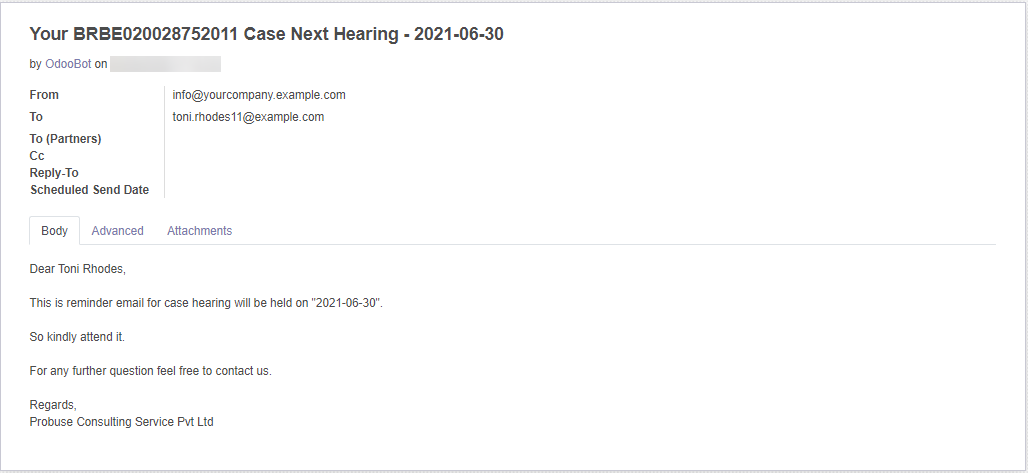 Your BRBE020028752011 Case Next Hearing - 2021-06-30
by OdooBot on
From info@yourcompany.example.com
To toni.rhodes11@example.com
To (Partners)
Cc
Reply-To
Scheduled Send Date
Body Advanced Attachments
Dear Toni Rhodes,
This is reminder email for case hearing will be held on "2021-06-30".
So kindly attend it.
For any further question feel free to contact us.
Regards,
Probuse Consulting Service Pvt Ltd